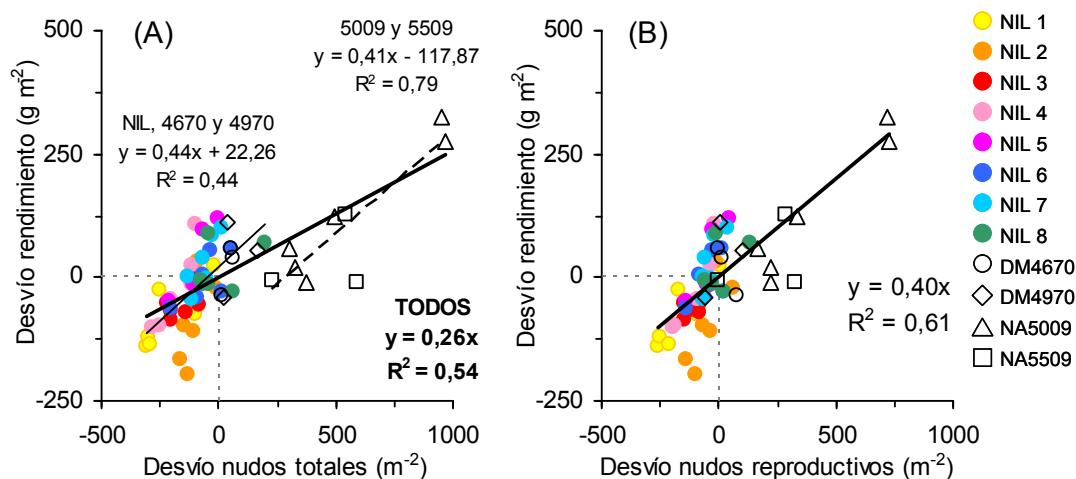 (A)
5009 y 5509
y = 0,41x - 117,87
R² = 0,79
NIL, 4670 y 4970
y = 0,44x + 22,26
R² = 0,44
TODOS
y = 0,26x
R² = 0,54
500
250
0
-250
-500
0
500
1000
Desvío rendimiento (g m⁻²)
Desvío nudos totales (m⁻²)
(B)
y = 0,40x
R² = 0,61
500
250
0
-250
-500
0
500
1000
Desvío rendimiento (g m⁻²)
Desvío nudos reproductivos (m⁻²)
NIL 1
NIL 2
NIL 3
NIL 4
NIL 5
NIL 6
NIL 7
NIL 8
DM4670
DM4970
NA5009
NA5509